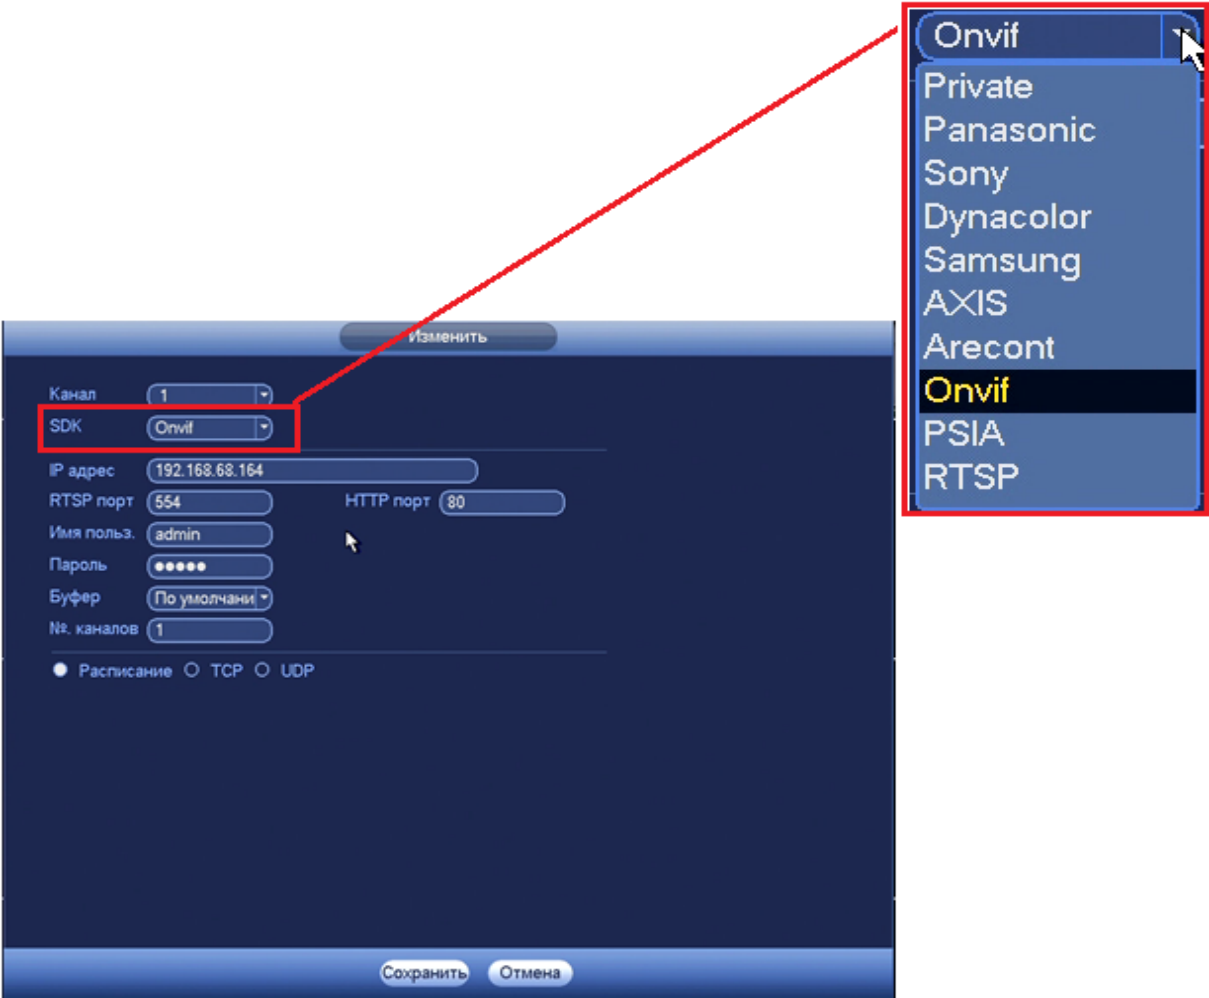 Onvif
Private
Panasonic
Sony
Dynacolor
Samsung
AXIS
Arecont
Onvif
PSIA
RTSP
Изменить
Канал 1
SDK Onvif
IP адрес 192.168.68.164
RTSP порт 554 HTTP порт 80
Имя польз. admin
Пароль •••••
Буфер По умолчани
№. каналов 1
Расписание TCP UDP
Сохранить Отмена